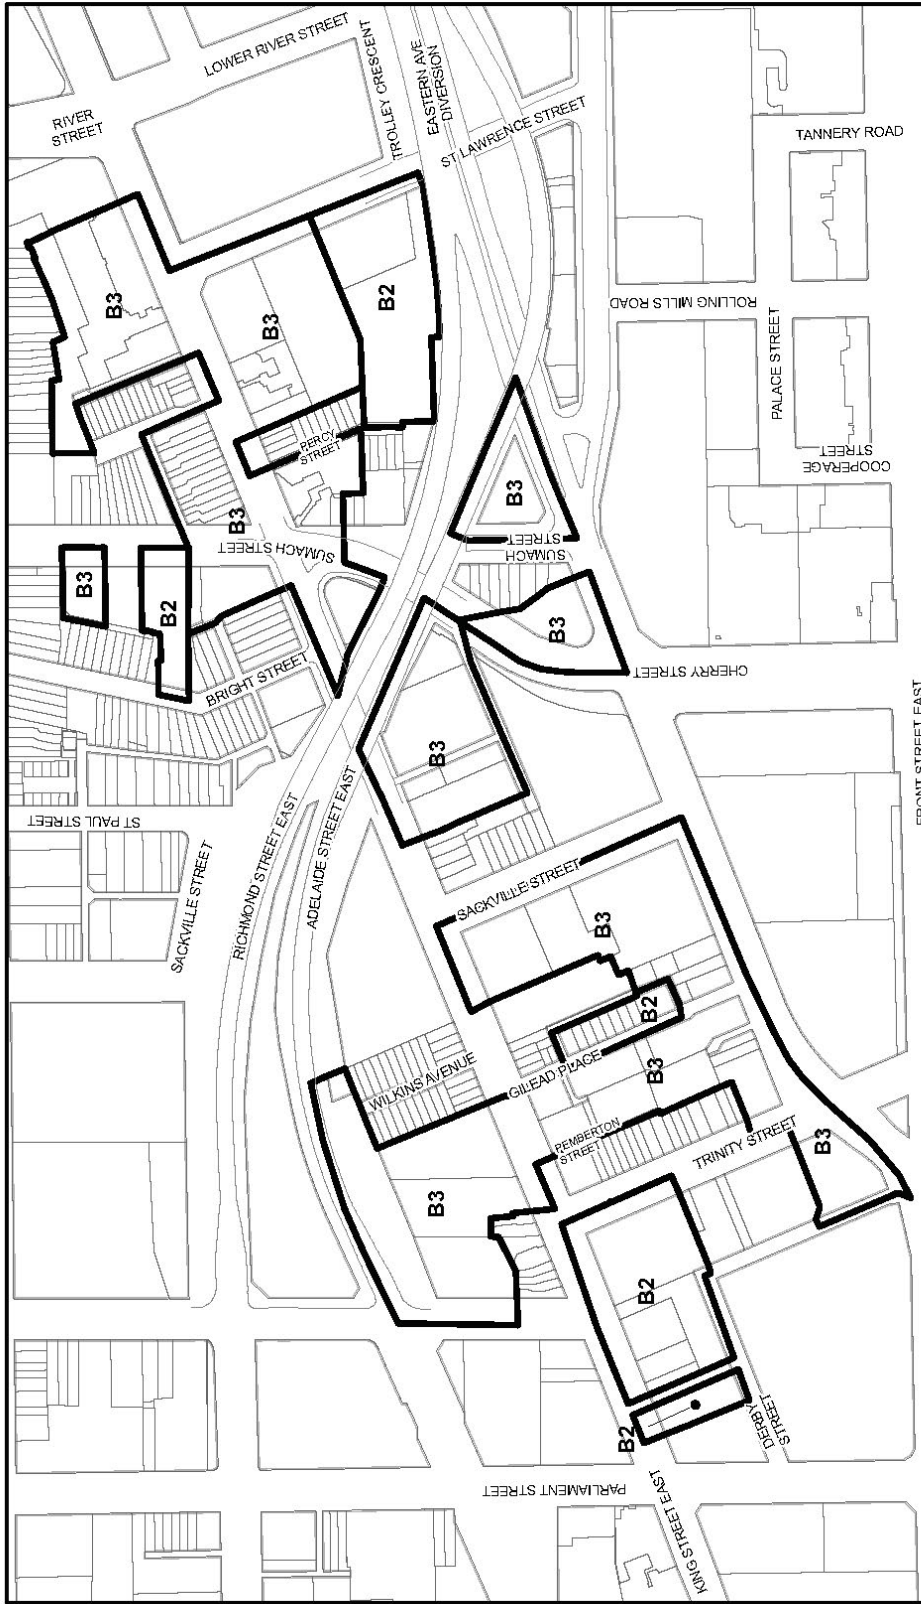 LOWER RIVER STREET
TROLLEY CRESCENT
EASTERN AVE
DIVERSION
RIVER
STREET
ST LAWRENCE STREET
TANNERY ROAD
B3
B3
B2
ROLLING MILLS ROAD
PALACE STREET
PERCY
STREET
COOPERAGE
STREET
B3
B3
SUMACH STREET
SUMACH
STREET
B3
B2
B3
BRIGHT STREET
CHERRY STREET
FRONT STREET EAST
B3
ST PAUL STREET
SACKVILLE STREET
RICHMOND STREET EAST
ADELAIDE STREET EAST
SACKVILLE STREET
B3
B2
WILKINS AVENUE
GILEAD PLACE
B3
PEMBERTON
STREET
TRINITY STREET
B3
B3
B2
B2
DERBY
STREET
PARLIAMENT STREET
KING STREET EAST